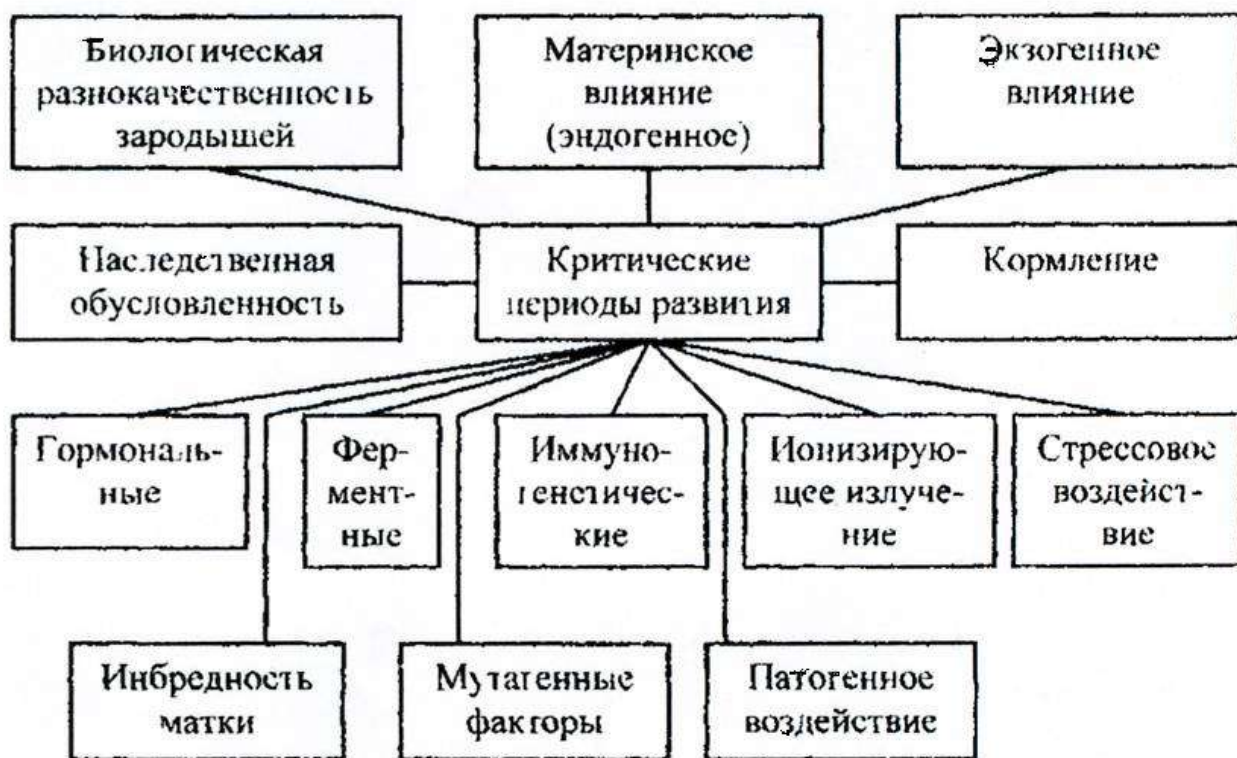 Биологическая
разнокачественность
зародышей
Материнское
влияние
(эндогенное)
Экзогенное
влияние
Наследственная
обусловленность
Критические
периоды развития
Кормление
Гормональ-
ные
Фер-
мент-
ные
Иммуно-
генетичес-
кие
Ионизирую-
щее излуче-
ние
Стрессовое
воздейст-
вие
Инбредность
матки
Мутагенные
факторы
Патогенное
воздействие